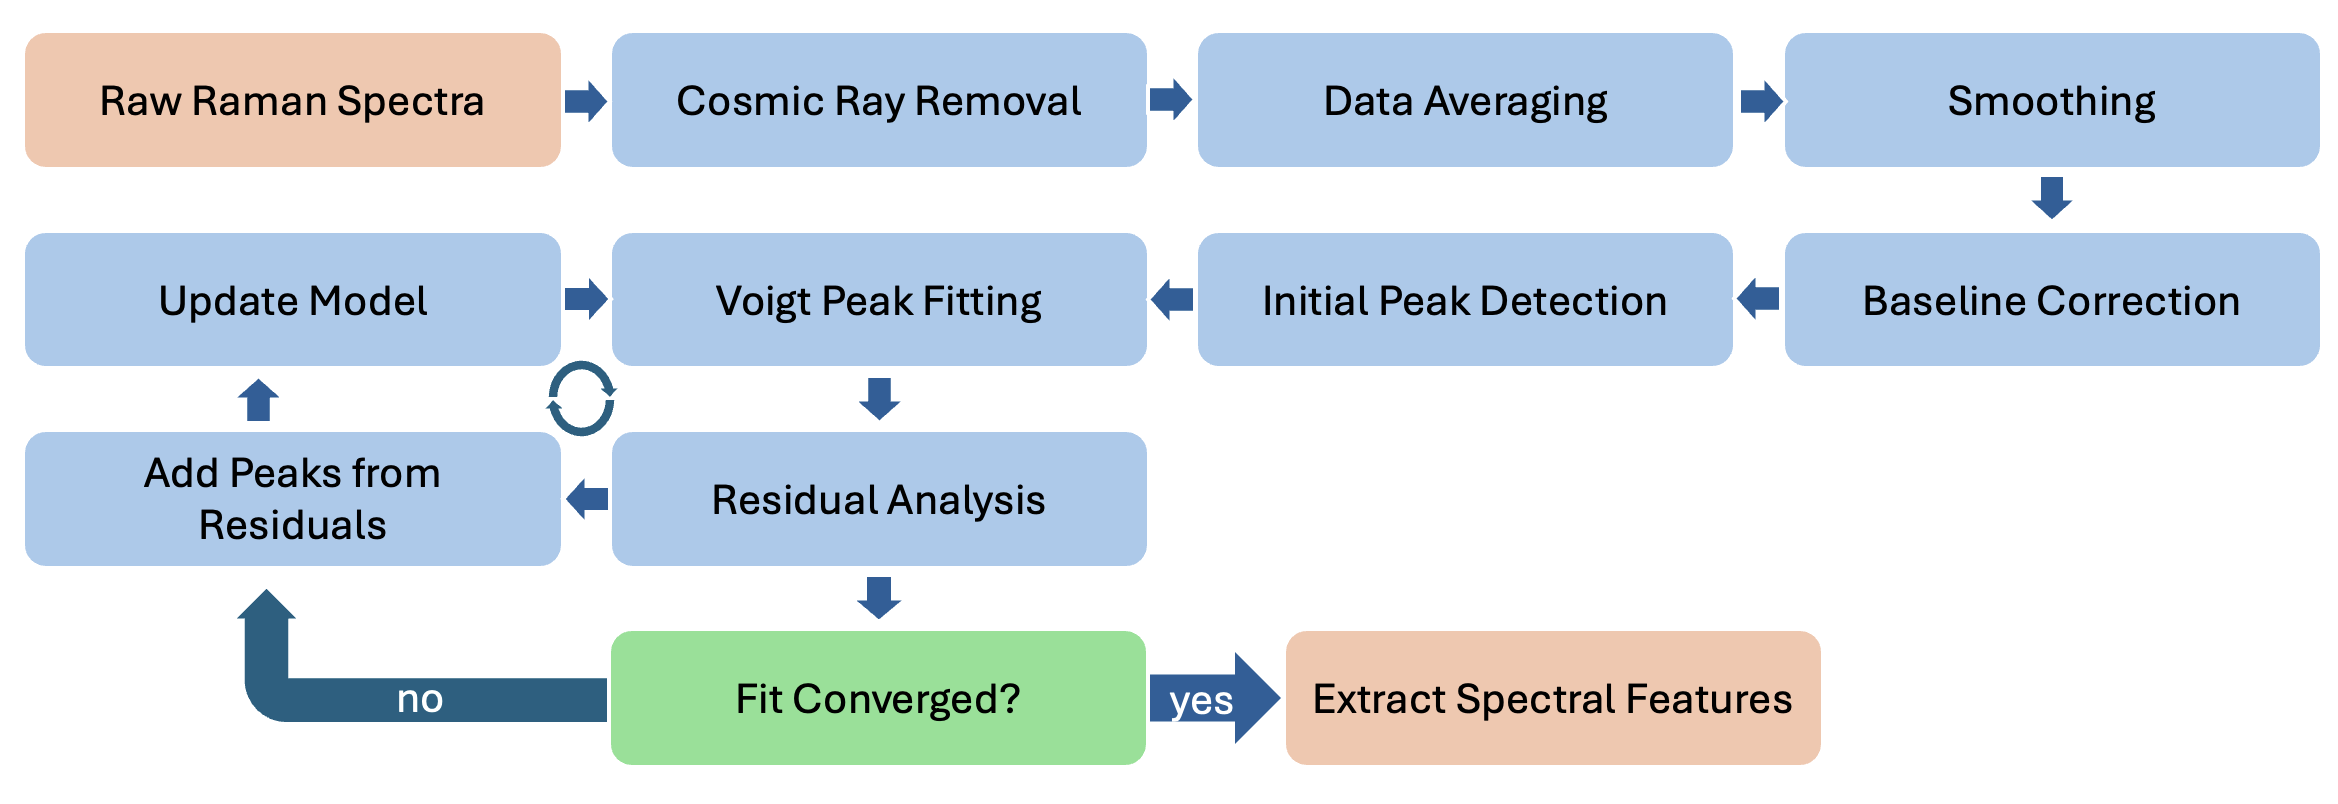 Raw Raman Spectra
Cosmic Ray Removal
Data Averaging
Smoothing
Update Model
Voigt Peak Fitting
Initial Peak Detection
Baseline Correction
Add Peaks from
Residuals
Residual Analysis
no
Fit Converged?
yes
Extract Spectral Features